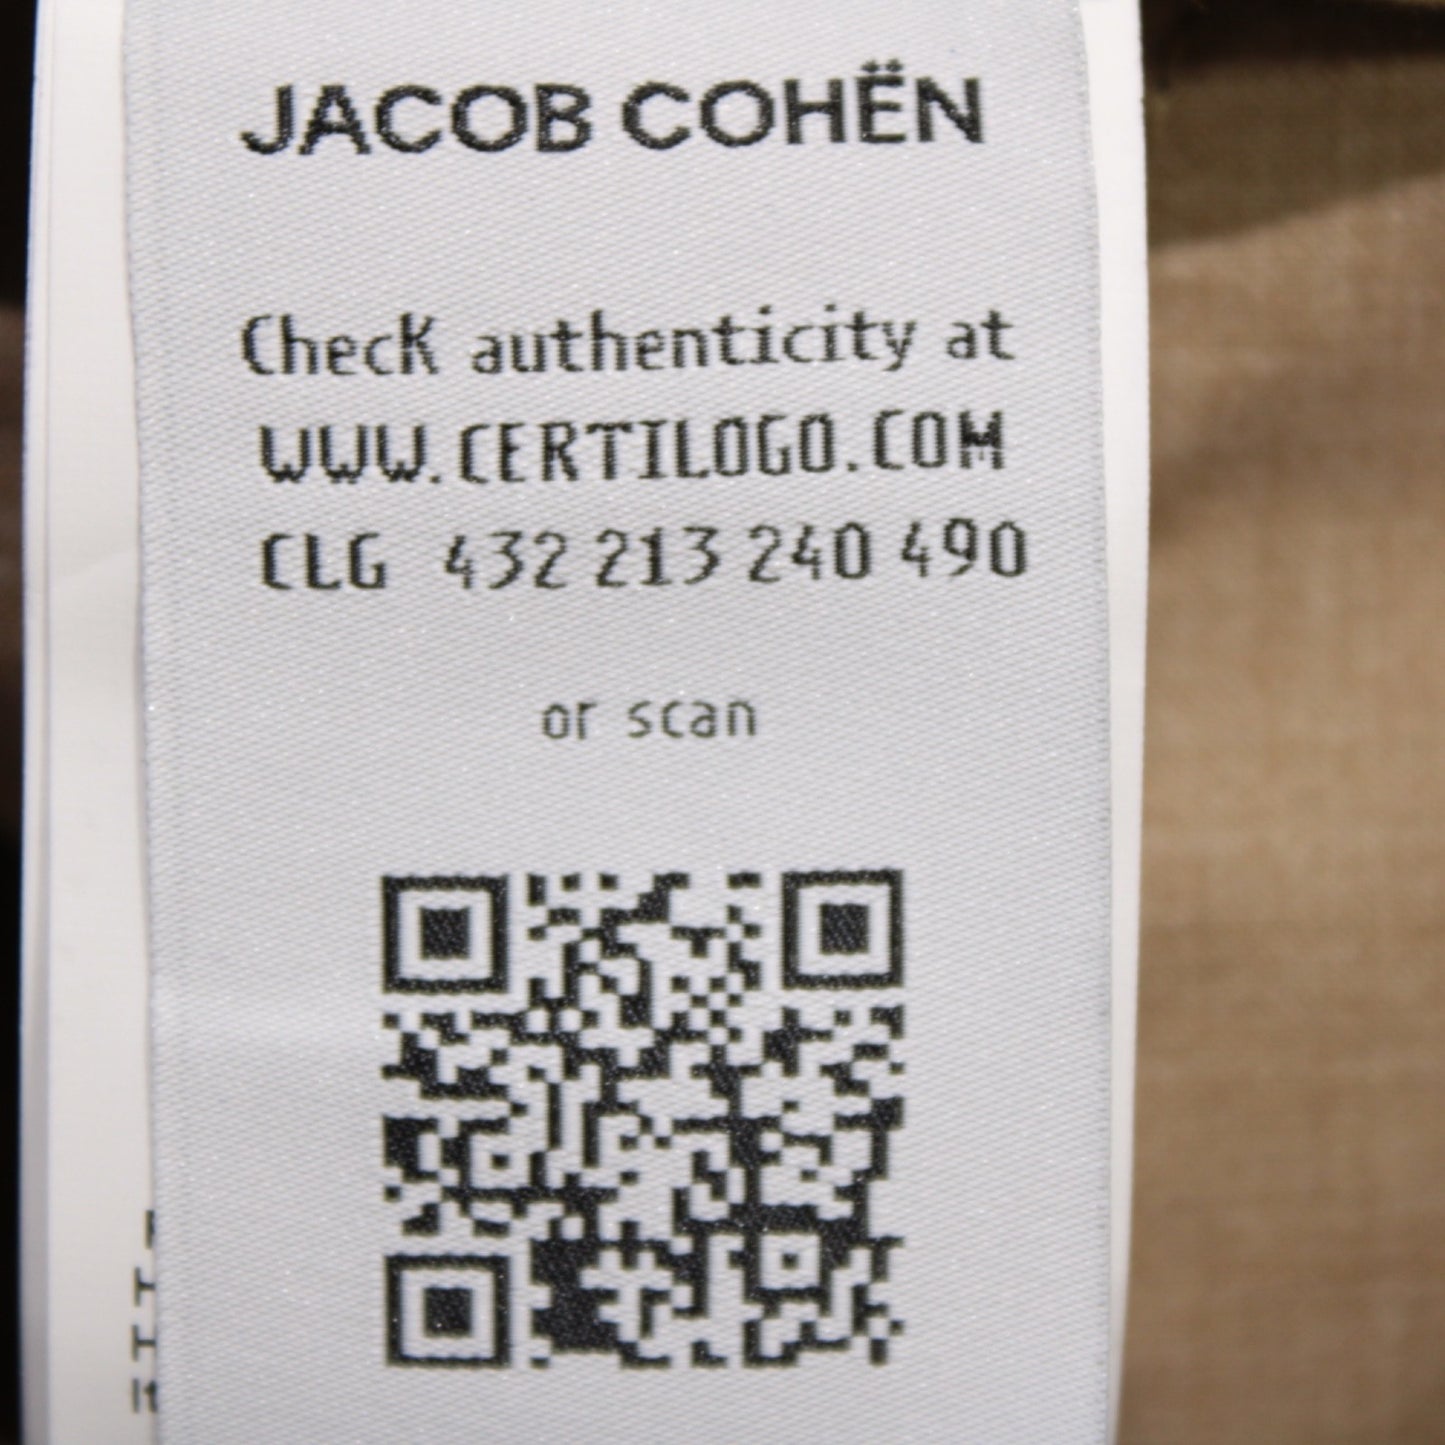 JACOB COHËN
Check authenticity at
WWW.CERTILOGO.COM
CLG 432 213 240 490
or scan